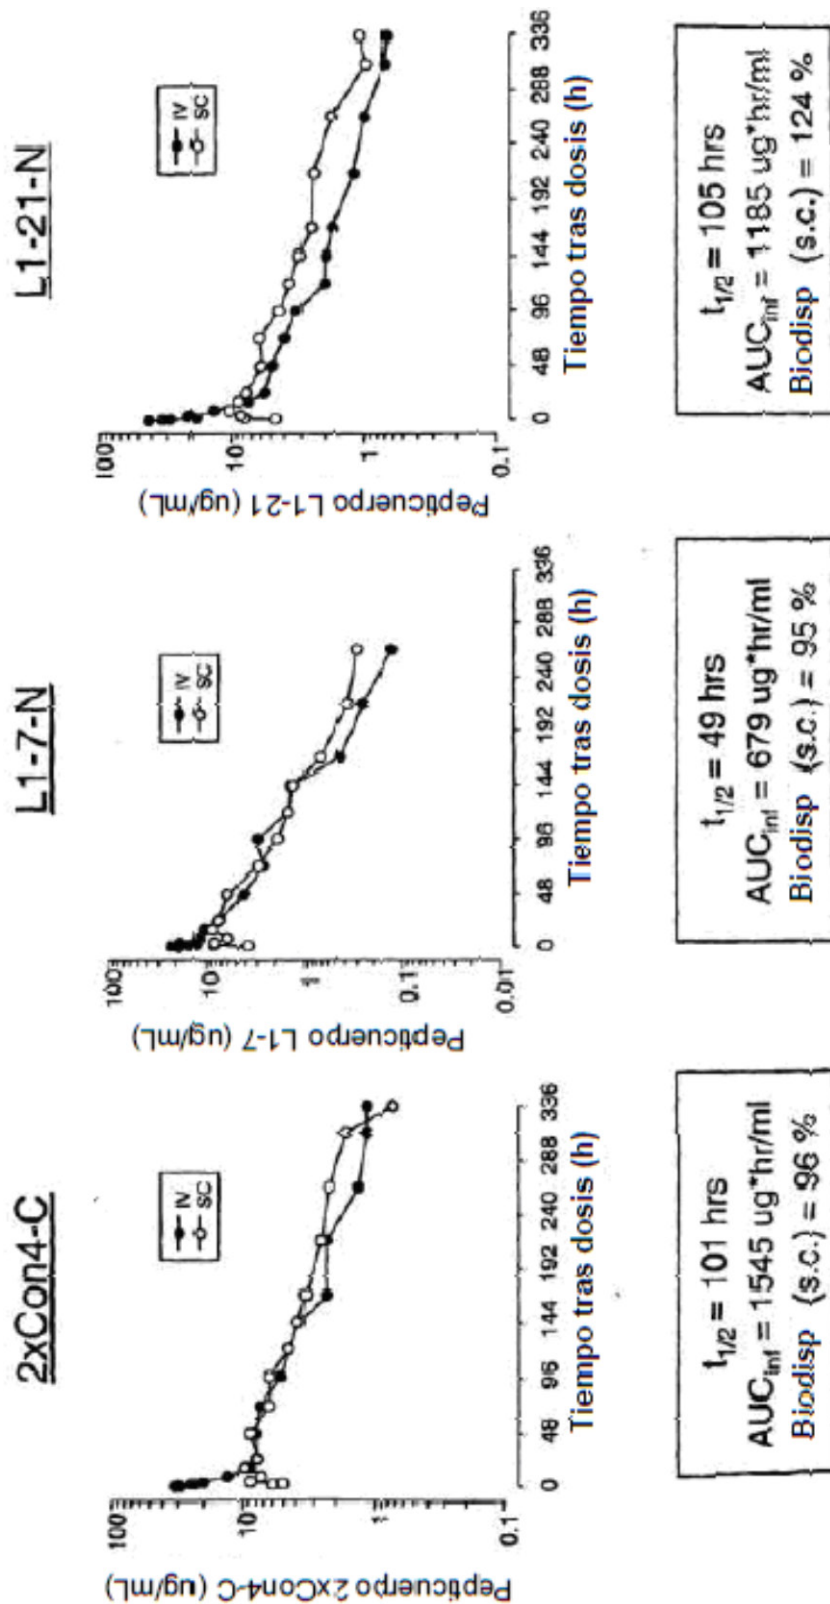 2xCon4-C
Pepticuerpo 2xCon4-C (ug/mL)
100
10
1
0.1
IV
SC
0 48 96 144 192 240 288 336
Tiempo tras dosis (h)
t1/2 = 101 hrs
AUCinf = 1545 ug*hr/ml
Biodisp (s.c.) = 96 %
L1-7-N
Pepticuerpo L1-7 (ug/mL)
100
10
1
0.1
0.01
IV
SC
0 48 96 144 192 240 288 336
Tiempo tras dosis (h)
t1/2 = 49 hrs
AUCinf = 679 ug*hr/ml
Biodisp (s.c.) = 95 %
L1-21-N
Pepticuerpo L1-21 (ug/mL)
100
10
1
0.1
IV
SC
0 48 96 144 192 240 288 336
Tiempo tras dosis (h)
t1/2 = 105 hrs
AUCinf = 1185 ug*hr/ml
Biodisp (s.c.) = 124 %